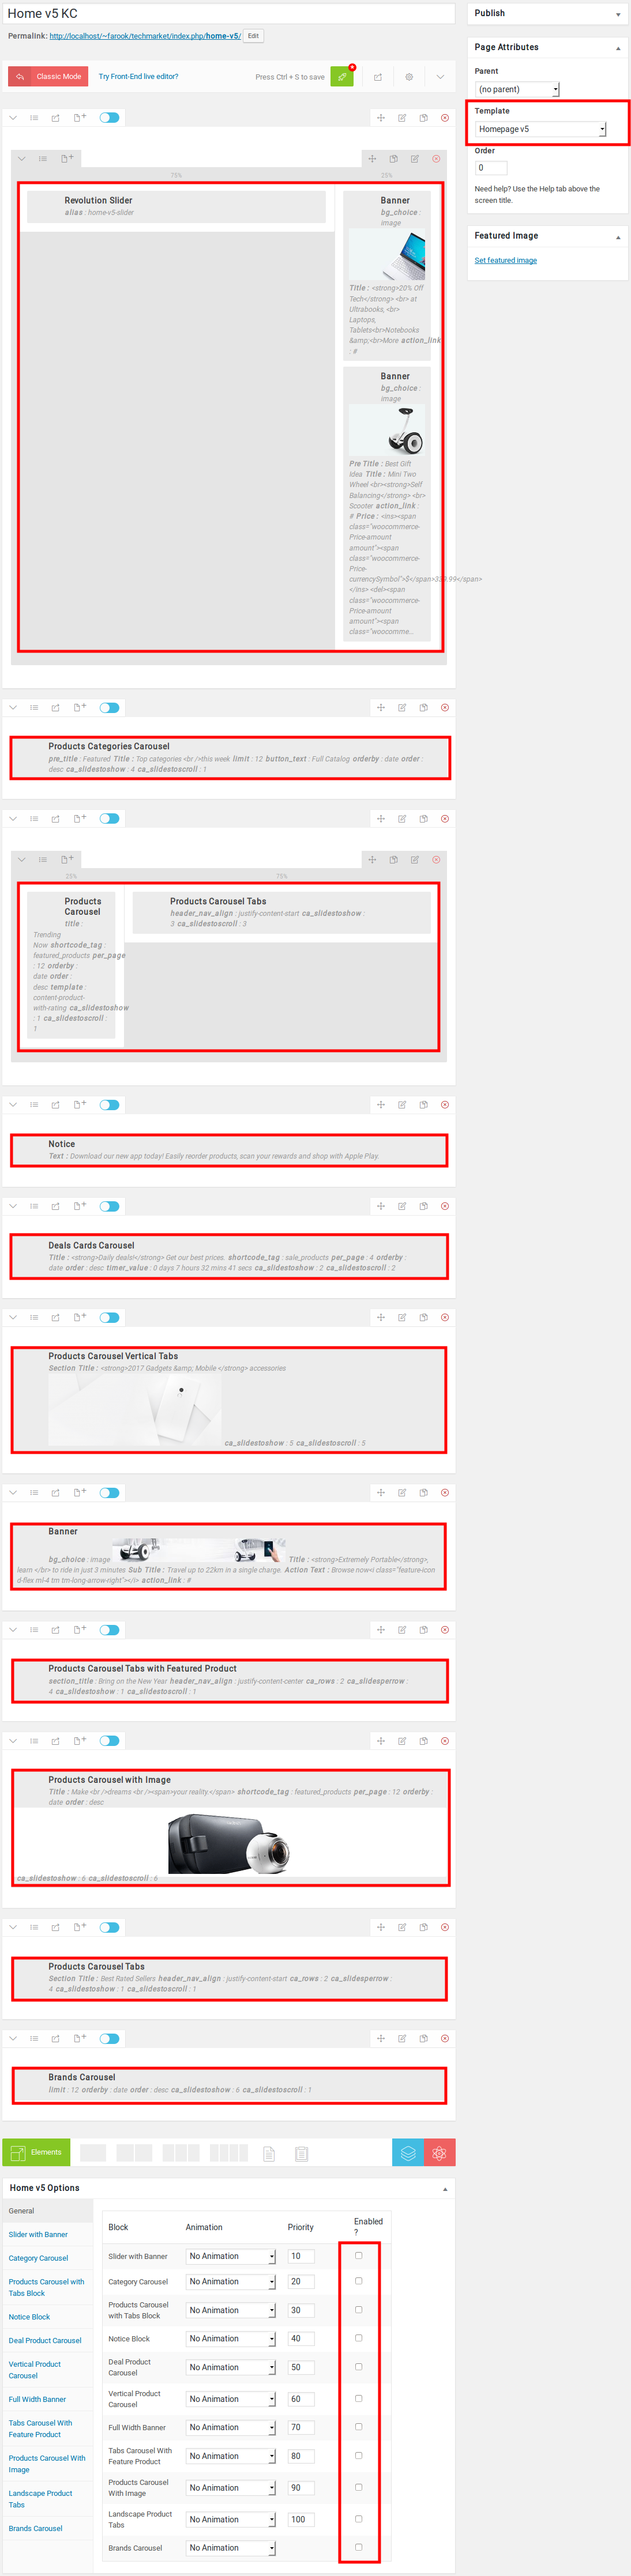 Home v5 KC
Permalink: http://localhost/~farook/techmarket/index.php/home-v5/ Edit
Classic Mode
Try Front-End live editor?
Press Ctrl + S to save
75%
25%
Revolution Slider
alias : home-v5-slider
Banner
bg_choice :
image
Title : <strong>20% Off
Tech</strong> <br> at
Ultrabooks, <br>
Laptops,
Tablets<br>Notebooks
&amp;<br>More action_link
: #
Banner
bg_choice :
image
Pre Title : Best Gift
Idea Title : Mini Two
Wheel <br><strong>Self
Balancing</strong> <br>
Scooter action_link :
# Price : <ins><span
class="woocommerce-
Price-amount
amount"><span
class="woocommerce-
Price-
currencySymbol">$</span>339.99</span>
</ins> <del><span
class="woocommerce-
Price-amount
amount"><span
class="woocomme...
Products Categories Carousel
pre_title : Featured Title : Top categories <br />this week limit : 12 button_text : Full Catalog orderby : date order :
desc ca_slidestoshow : 4 ca_slidestoscroll : 1
25%
75%
Products
Carousel
title :
Trending
Now shortcode_tag :
featured_products per_page
: 12 orderby :
date order :
desc template :
content-product-
with-rating ca_slidestoshow
: 1 ca_slidestoscroll :
1
Products Carousel Tabs
header_nav_align : justify-content-start ca_slidestoshow :
3 ca_slidestoscroll : 3
Notice
Text : Download our new app today! Easily reorder products, scan your rewards and shop with Apple Play.
Deals Cards Carousel
Title : <strong>Daily deals!</strong> Get our best prices. shortcode_tag : sale_products per_page : 4 orderby :
date order : desc timer_value : 0 days 7 hours 32 mins 41 secs ca_slidestoshow : 2 ca_slidestoscroll : 2
Products Carousel Vertical Tabs
Section Title : <strong>2017 Gadgets &amp; Mobile </strong> accessories
ca_slidestoshow : 5 ca_slidestoscroll : 5
Banner
bg_choice : image Title : <strong>Extremely Portable</strong>,
learn </br> to ride in just 3 minutes Sub Title : Travel up to 22km in a single charge. Action Text : Browse now<i class="feature-icon
d-flex ml-4 tm tm-long-arrow-right"></i> action_link : #
Products Carousel Tabs with Featured Product
section_title : Bring on the New Year header_nav_align : justify-content-center ca_rows : 2 ca_slidesperrow :
4 ca_slidestoshow : 1 ca_slidestoscroll : 1
Products Carousel with Image
Title : Make <br />dreams <br /><span>your reality.</span> shortcode_tag : featured_products per_page : 12 orderby :
date order : desc
ca_slidestoshow : 6 ca_slidestoscroll : 6
Products Carousel Tabs
Section Title : Best Rated Sellers header_nav_align : justify-content-start ca_rows : 2 ca_slidesperrow :
4 ca_slidestoshow : 1 ca_slidestoscroll : 1
Brands Carousel
limit : 12 orderby : date order : desc ca_slidestoshow : 6 ca_slidestoscroll : 1
Elements
Home v5 Options
General
Slider with Banner
Category Carousel
Products Carousel with
Tabs Block
Notice Block
Deal Product Carousel
Vertical Product
Carousel
Full Width Banner
Tabs Carousel With
Feature Product
Products Carousel With
Image
Landscape Product
Tabs
Brands Carousel
Block Animation Priority Enabled
?
Slider with Banner No Animation 10
Category Carousel No Animation 20
Products Carousel
with Tabs Block No Animation 30
Notice Block No Animation 40
Deal Product
Carousel No Animation 50
Vertical Product
Carousel No Animation 60
Full Width Banner No Animation 70
Tabs Carousel With
Feature Product No Animation 80
Products Carousel
With Image No Animation 90
Landscape Product
Tabs No Animation 100
Brands Carousel No Animation
Publish
Page Attributes
Parent
(no parent)
Template
Homepage v5
Order
0
Need help? Use the Help tab above the
screen title.
Featured Image
Set featured image